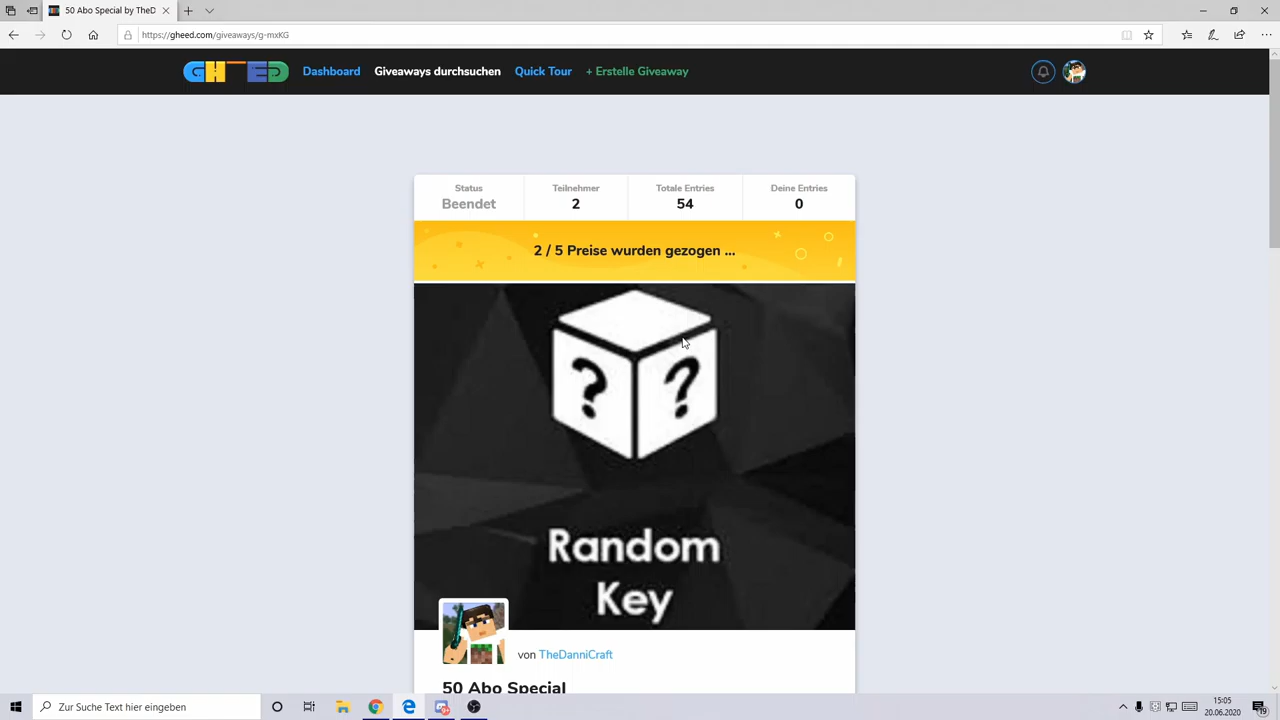 50 Abo Special by TheD
https://gheed.com/giveaways/g-mxKG
GHEED
Dashboard
Giveaways durchsuchen
Quick Tour
+ Erstelle Giveaway
Status
Beendet
Teilnehmer
2
Totale Entries
54
Deine Entries
0
2 / 5 Preise wurden gezogen ...
? ?
Random
Key
von TheDanniCraft
50 Abo Special
Zur Suche Text hier eingeben
15:05
20.06.2020
19